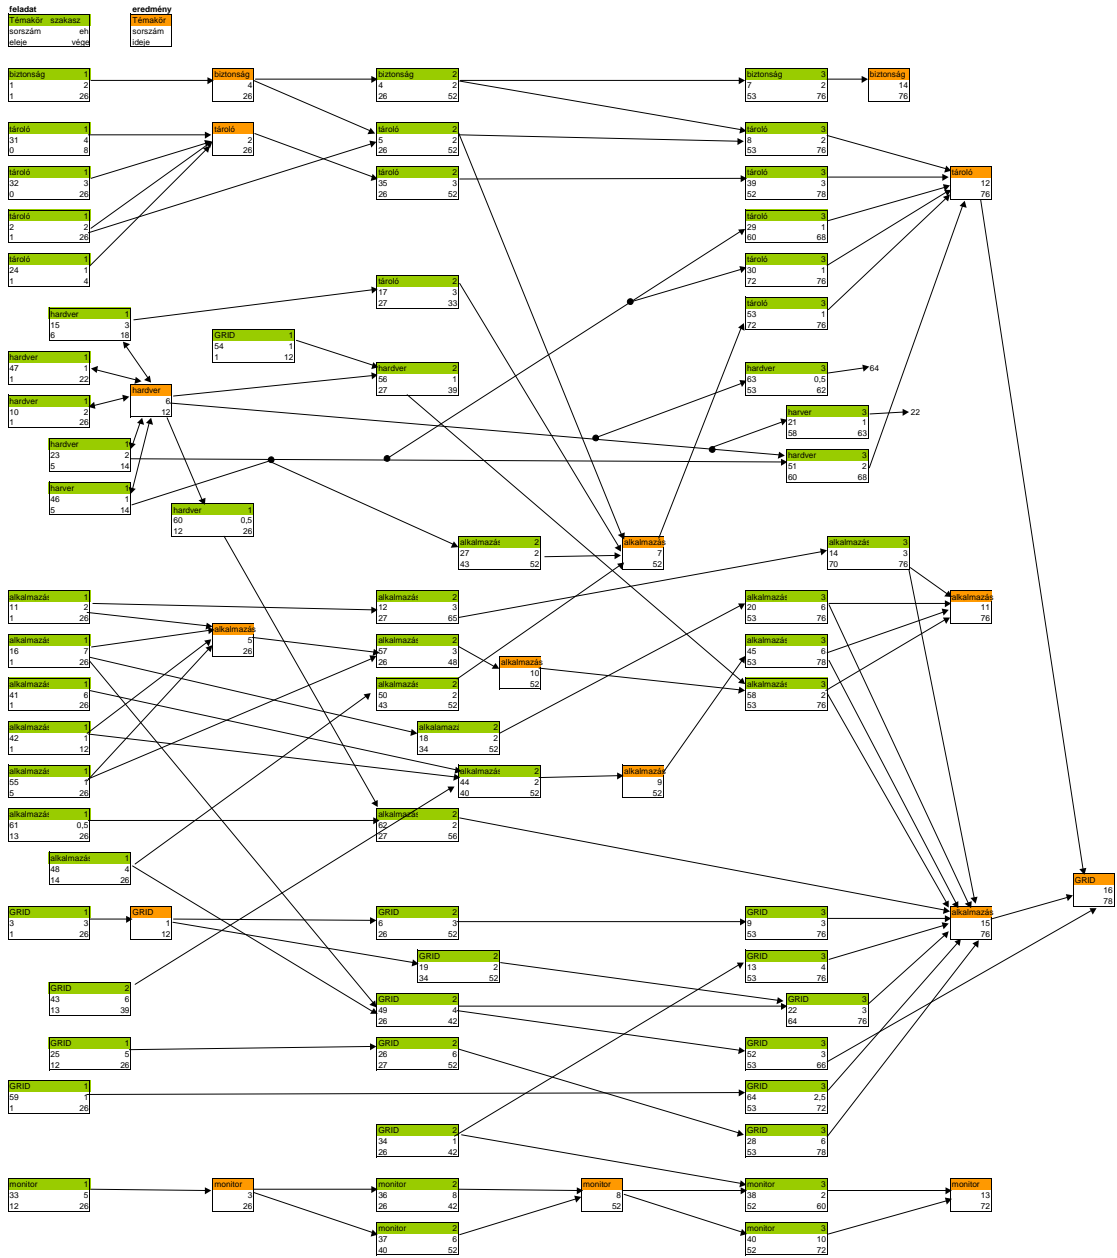 feladat eredmény
Témakör szakasz Témakör
sorszám eh sorszám
eleje vége ideje
biztonság 1 biztonság biztonság 2 biztonság 3 biztonság
1 2 4 4 2 7 2 14
1 26 26 26 52 53 76 76
tároló 1 tároló tároló 2 tároló 3
31 4 2 5 2 8 2
0 8 26 26 52 53 76
tároló 1 tároló 2 tároló 3 tároló
32 3 35 3 39 3 12
0 26 26 52 52 78 76
tároló 1 tároló 3
2 2 29 1
1 26 60 68
tároló 1 tároló 3
24 1 30 1
1 4 72 76
tároló 2
17 3
27 33
tároló 3
53 1
72 76
hardver 1
15 3
6 18
GRID 1
54 1
1 12
hardver 1
47 1
1 22
hardver 2 hardver 3
56 1 63 0,5 64
27 39 53 62
hardver
6
12
hardver 1
10 2
1 26
harver 3
21 1 22
58 63
hardver 1
23 2
5 14
hardver 3
51 2
60 68
harver 1
46 1
5 14
hardver 1
60 0,5
12 26
alkalmazás 2 alkalmazás alkalmazás 3
27 2 7 14 3
43 52 52 70 76
alkalmazás 1 alkalmazás 2 alkalmazás 3 alkalmazás
11 2 12 3 20 6 11
1 26 27 65 53 76 76
alkalmazás
5
26
alkalmazás 1 alkalmazás 2 alkalmazás 3
16 7 57 3 45 6
1 26 26 48 53 78
alkalmazás
10
52
alkalmazás 1 alkalmazás 2 alkalmazás 3
41 6 50 2 58 2
1 26 43 52 53 76
alkalmazás 1 alkalamazá 2
42 1 18 2
1 12 34 52
alkalmazás 1 alkalmazás 2 alkalmazás
55 1 44 2 9
5 26 40 52 52
alkalmazás 1 alkalmazás 2
61 0,5 62 2
13 26 27 56
alkalmazás 1
48 4
14 26
GRID
16
78
GRID 1 GRID GRID 2 GRID 3 alkalmazás
3 3 1 6 3 9 3 15
1 26 12 26 52 53 76 76
GRID 2 GRID 3
19 2 13 4
34 52 53 76
GRID 2
43 6
13 39
GRID 2 GRID 3
49 4 22 3
26 42 64 76
GRID 1 GRID 2 GRID 3
25 5 26 6 52 3
12 26 27 52 53 66
GRID 1 GRID 3
59 1 64 2,5
1 26 53 72
GRID 2 GRID 3
34 1 28 6
26 42 53 78
monitor 1 monitor monitor 2 monitor monitor 3 monitor
33 5 3 36 8 8 38 2 13
12 26 26 26 42 52 52 60 72
monitor 2 monitor 3
37 6 40 10
40 52 52 72